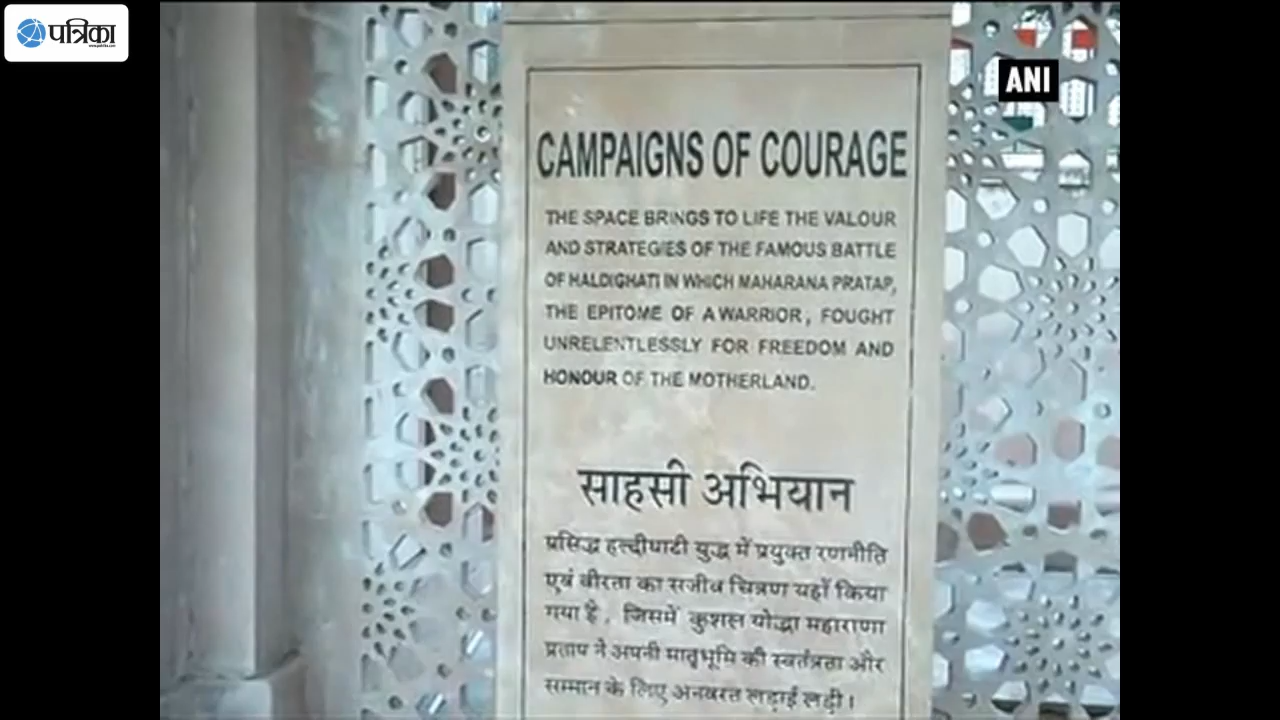 पत्रिका
ANI
CAMPAIGNS OF COURAGE
THE SPACE BRINGS TO LIFE THE VALOUR
AND STRATEGIES OF THE FAMOUS BATTLE
OF HALDIGHATI IN WHICH MAHARANA PRATAP,
THE EPITOME OF A WARRIOR, FOUGHT
UNRELENTLESSLY FOR FREEDOM AND
HONOUR OF THE MOTHERLAND.
साहसी अभियान
प्रसिद्ध हल्दीघाटी युद्ध में प्रयुक्त रणनीति
एवं वीरता का सजीव चित्रण यहाँ किया
गया है, जिसमें कुशल योद्धा महाराणा
प्रताप ने अपनी मातृभूमि की स्वतंत्रता और
सम्मान के लिए अनवरत लड़ाई लड़ी।